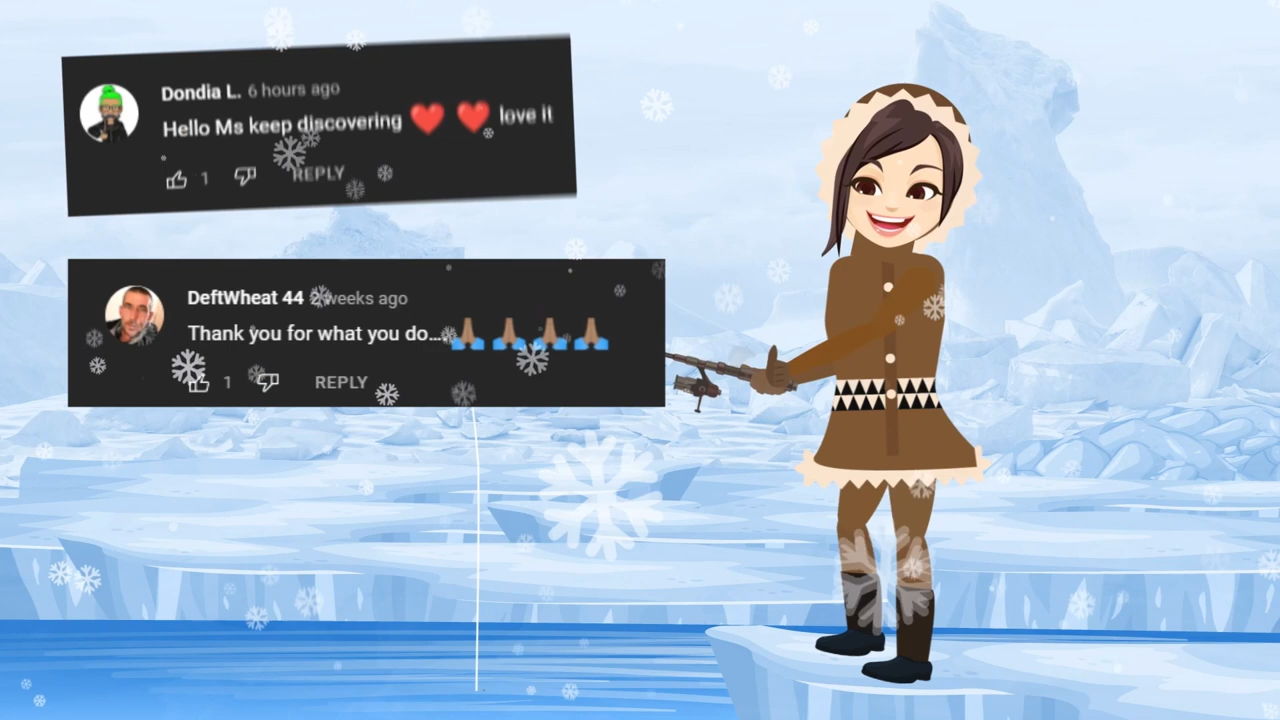 Dondia L. 6 hours ago
Hello Ms keep discovering ❤️ ❤️ love it
1 REPLY
DeftWheat 44 2 weeks ago
Thank you for what you do....🙏🏽🙏🏽🙏🏽🙏🏽
1 REPLY